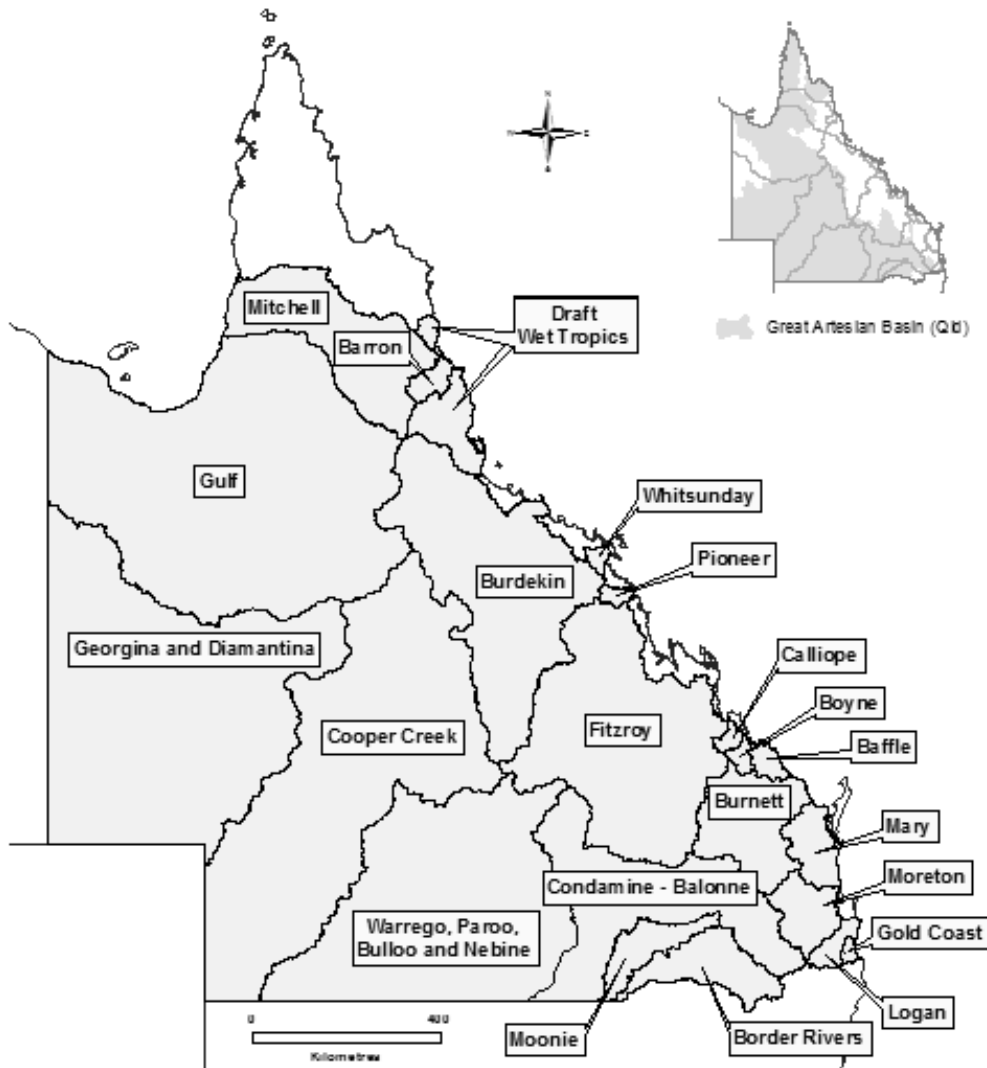 N
Mitchell
Draft
Wet Tropics
Barron
Great Artesian Basin (Qld)
Gulf
Whitsunday
Pioneer
Burdekin
Georgina and Diamantina
Calliope
Boyne
Cooper Creek
Fitzroy
Baffle
Burnett
Mary
Moreton
Condamine - Balonne
Warrego, Paroo,
Bulloo and Nebine
Gold Coast
Logan
0
400
Kilometres
Moonie
Border Rivers